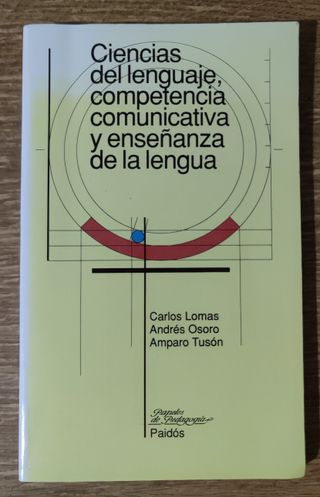 Ciencias
del lenguaje,
competencia
comunicativa
y enseñanza
de la lengua
Carlos Lomas
Andrés Osoro
Amparo Tusón
Papeles
de Pedagogía
Paidós